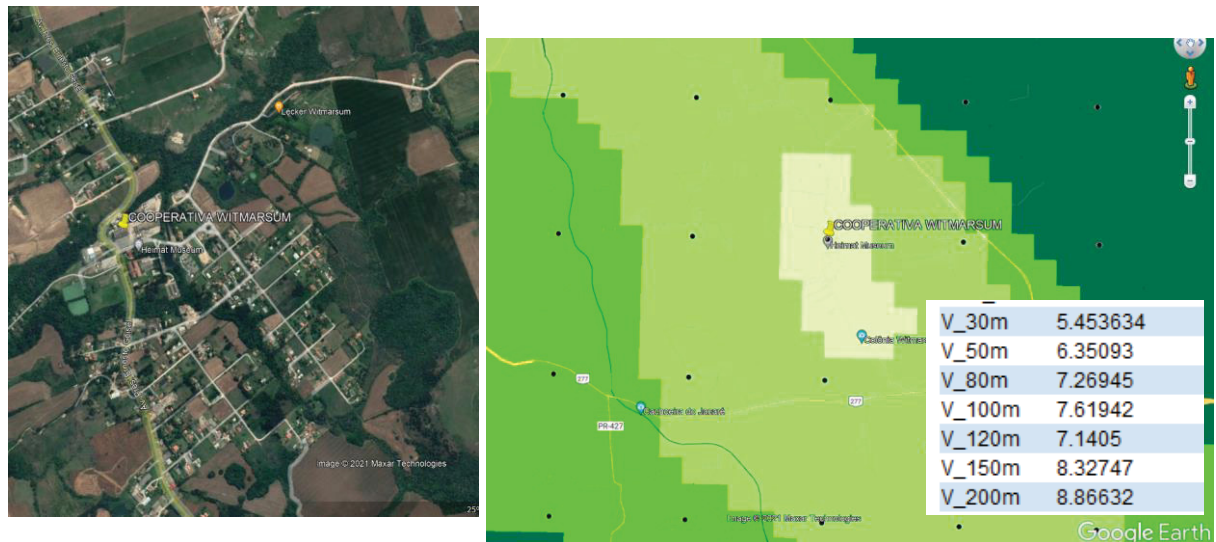 Lecker Witmarsum
COOPERATIVA WITMARSUM
Heimat Museum
Image © 2021 Maxar Technologies
25°
COOPERATIVA WITMARSUM
Heimat Museum
Colônia Witmar
277
277
Cachoeira do Jacaré
PR-427
Image © 2021 Maxar Technologies
V_30m 5.453634
V_50m 6.35093
V_80m 7.26945
V_100m 7.61942
V_120m 7.1405
V_150m 8.32747
V_200m 8.86632
Google Earth